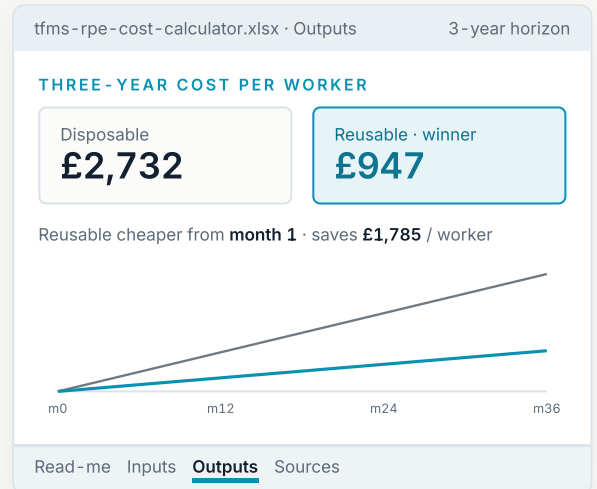 tfms-rpe-cost-calculator.xlsx · Outputs 3-year horizon
THREE-YEAR COST PER WORKER
Disposable Reusable · winner
£2,732 £947
Reusable cheaper from month 1 · saves £1,785 / worker
m0 m12 m24 m36
Read-me Inputs Outputs Sources